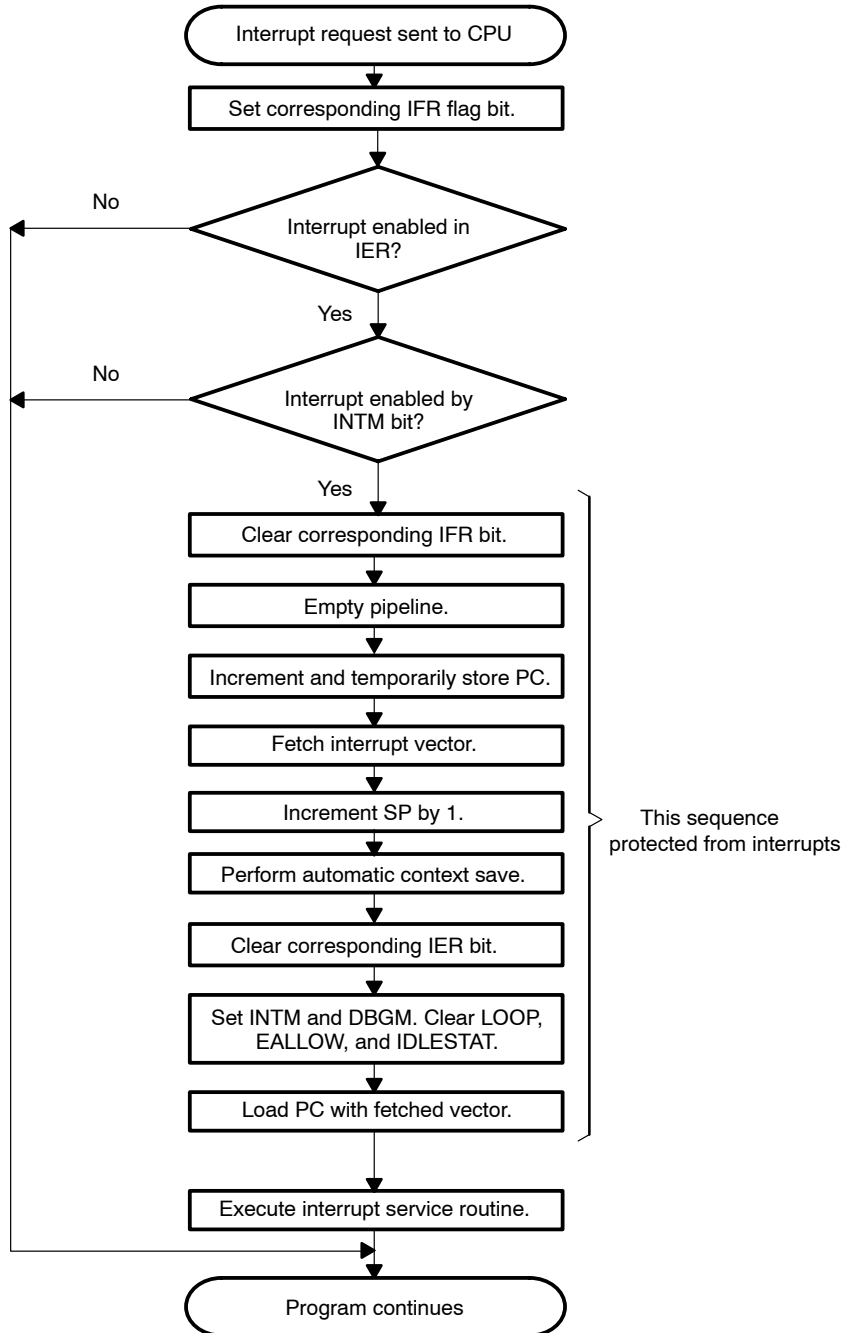 Interrupt request sent to CPU
Set corresponding IFR flag bit.
No
Interrupt enabled in
IER?
Yes
No
Interrupt enabled by
INTM bit?
Yes
Clear corresponding IFR bit.
Empty pipeline.
Increment and temporarily store PC.
Fetch interrupt vector.
Increment SP by 1.
This sequence
protected from interrupts
Perform automatic context save.
Clear corresponding IER bit.
Set INTM and DBGM. Clear LOOP,
EALLOW, and IDLESTAT.
Load PC with fetched vector.
Execute interrupt service routine.
Program continues